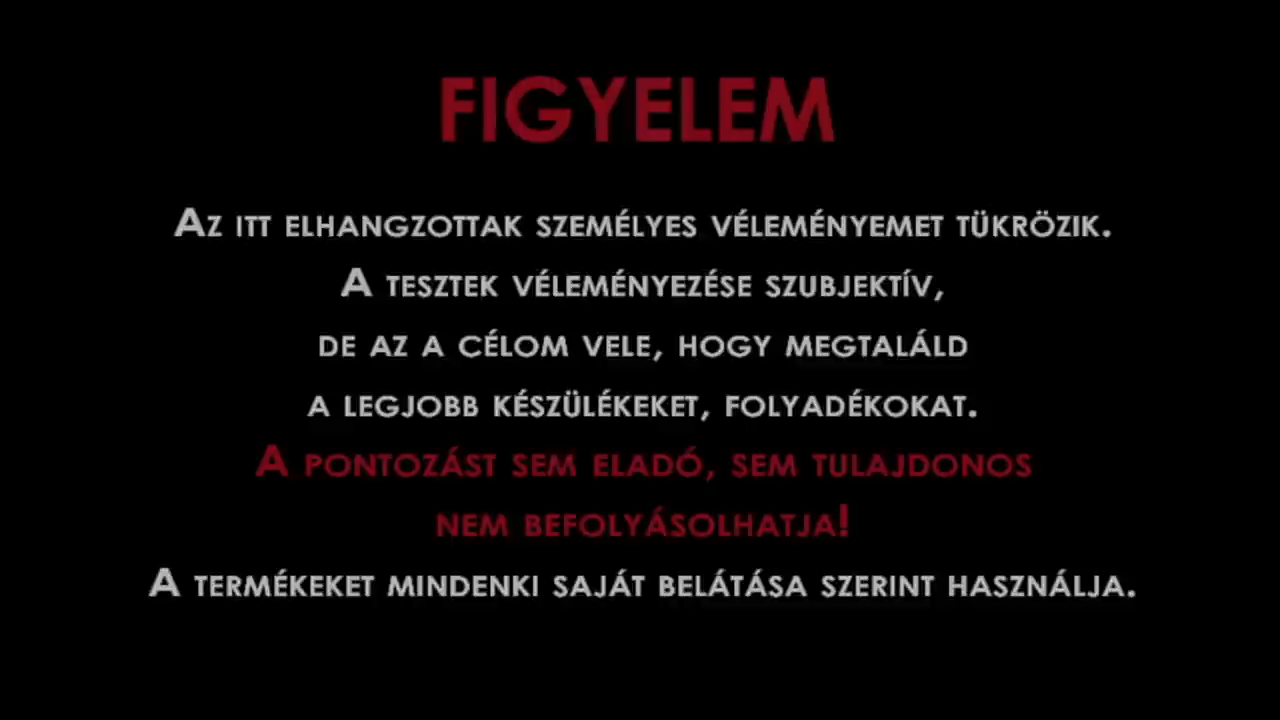 FIGYELEM
Az itt elhangzottak személyes véleményemet tükrözik.
A tesztek véleményezése szubjektív,
de az a célom vele, hogy megtaláld
a legjobb készülékeket, folyadékokat.
A pontozást sem eladó, sem tulajdonos
nem befolyásolhatja!
A termékeket mindenki saját belátása szerint használja.